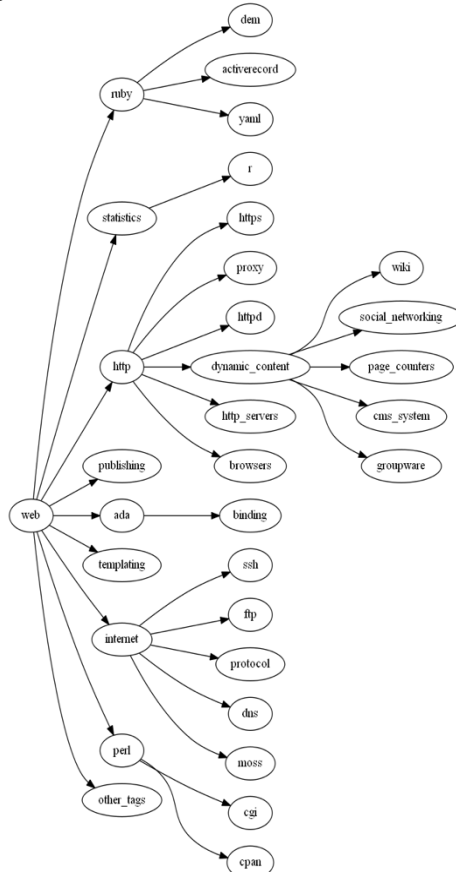 dem
activerecord
ruby
yaml
r
statistics
https
proxy
wiki
httpd
social_networking
http
dynamic_content
page_counters
http_servers
cms_system
publishing
browsers
groupware
web
ada
binding
templating
ssh
ftp
internet
protocol
dns
perl
moss
other_tags
cgi
cpan